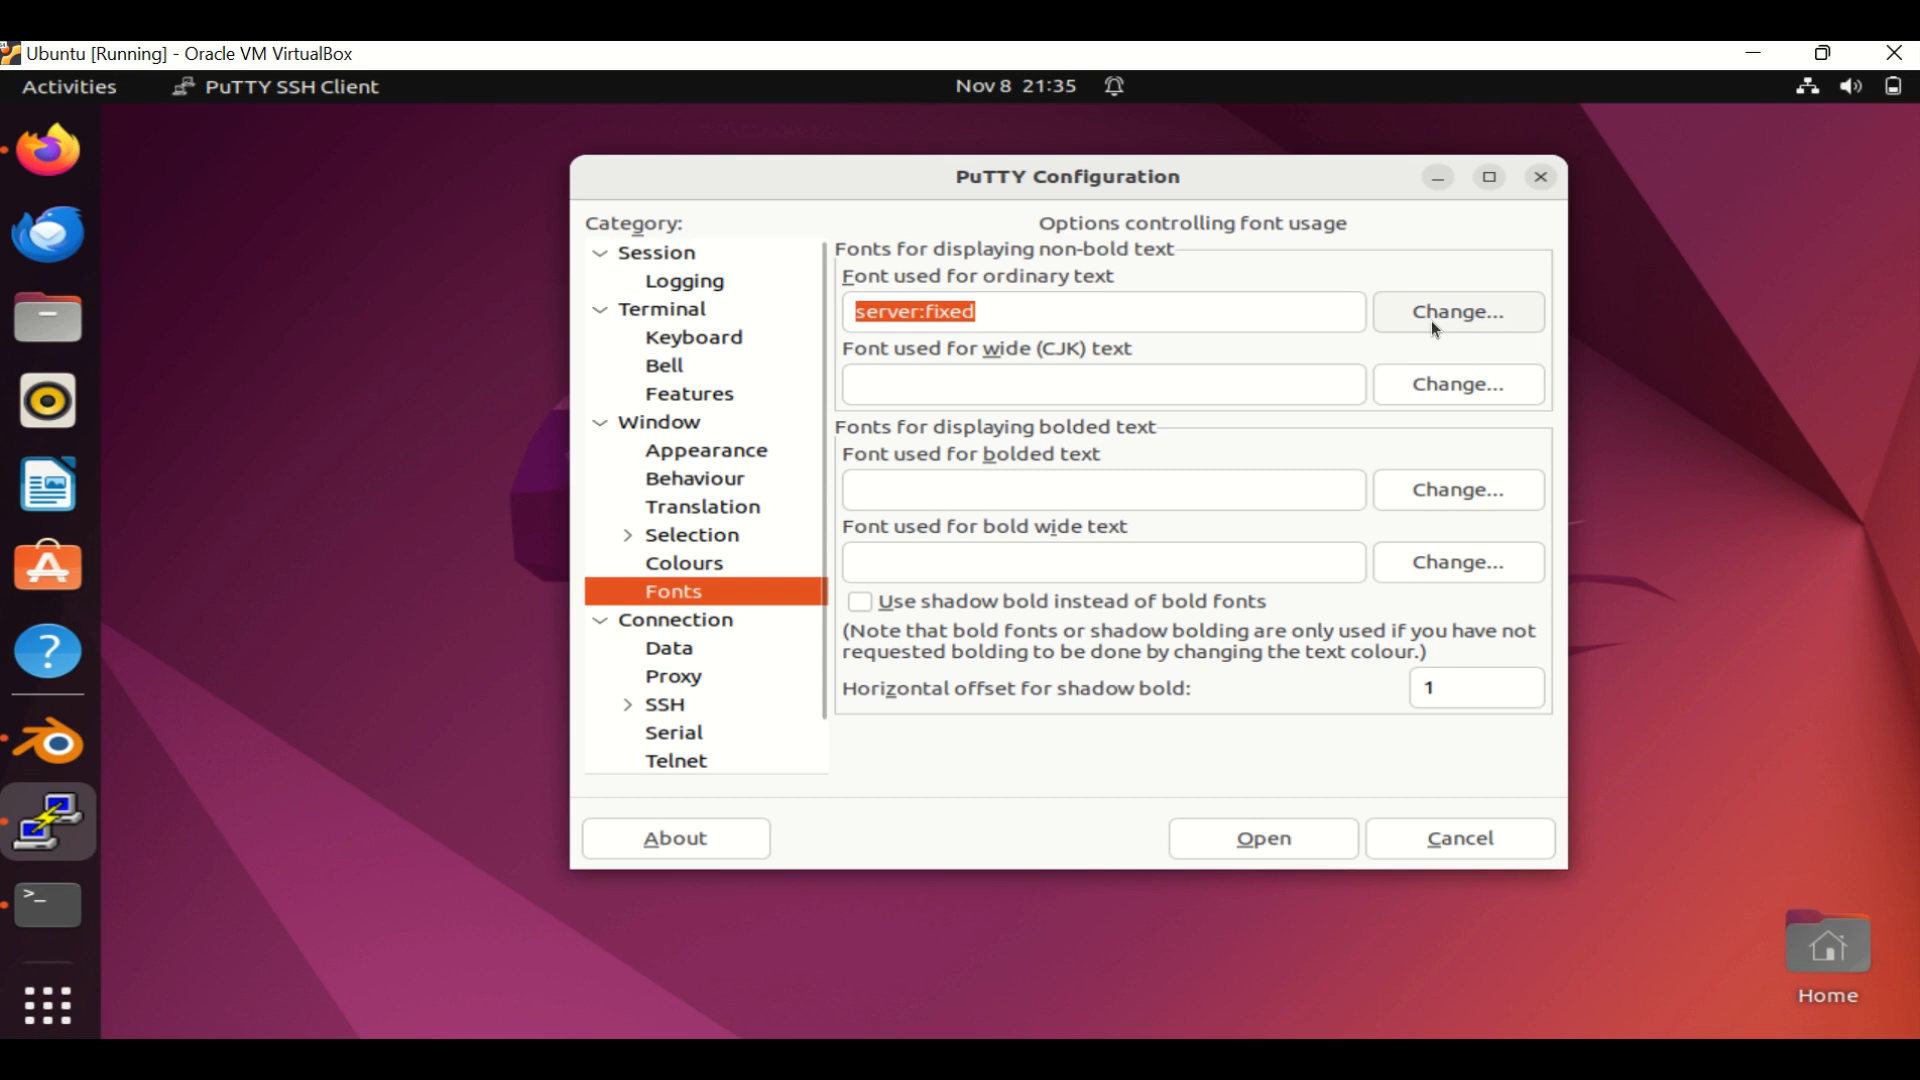 Ubuntu [Running] - Oracle VM VirtualBox
Activities
PuTTY SSH Client
Nov 8 21:35
PuTTY Configuration
Category:
Session
Logging
Terminal
Keyboard
Bell
Features
Window
Appearance
Behaviour
Translation
Selection
Colours
Fonts
Connection
Data
Proxy
SSH
Serial
Telnet
Options controlling font usage
Fonts for displaying non-bold text
Font used for ordinary text
server:fixed
Change...
Font used for wide (CJK) text
Change...
Fonts for displaying bolded text
Font used for bolded text
Change...
Font used for bold wide text
Change...
Use shadow bold instead of bold fonts
(Note that bold fonts or shadow bolding are only used if you have not
requested bolding to be done by changing the text colour.)
Horizontal offset for shadow bold:
1
About
Open
Cancel
Home